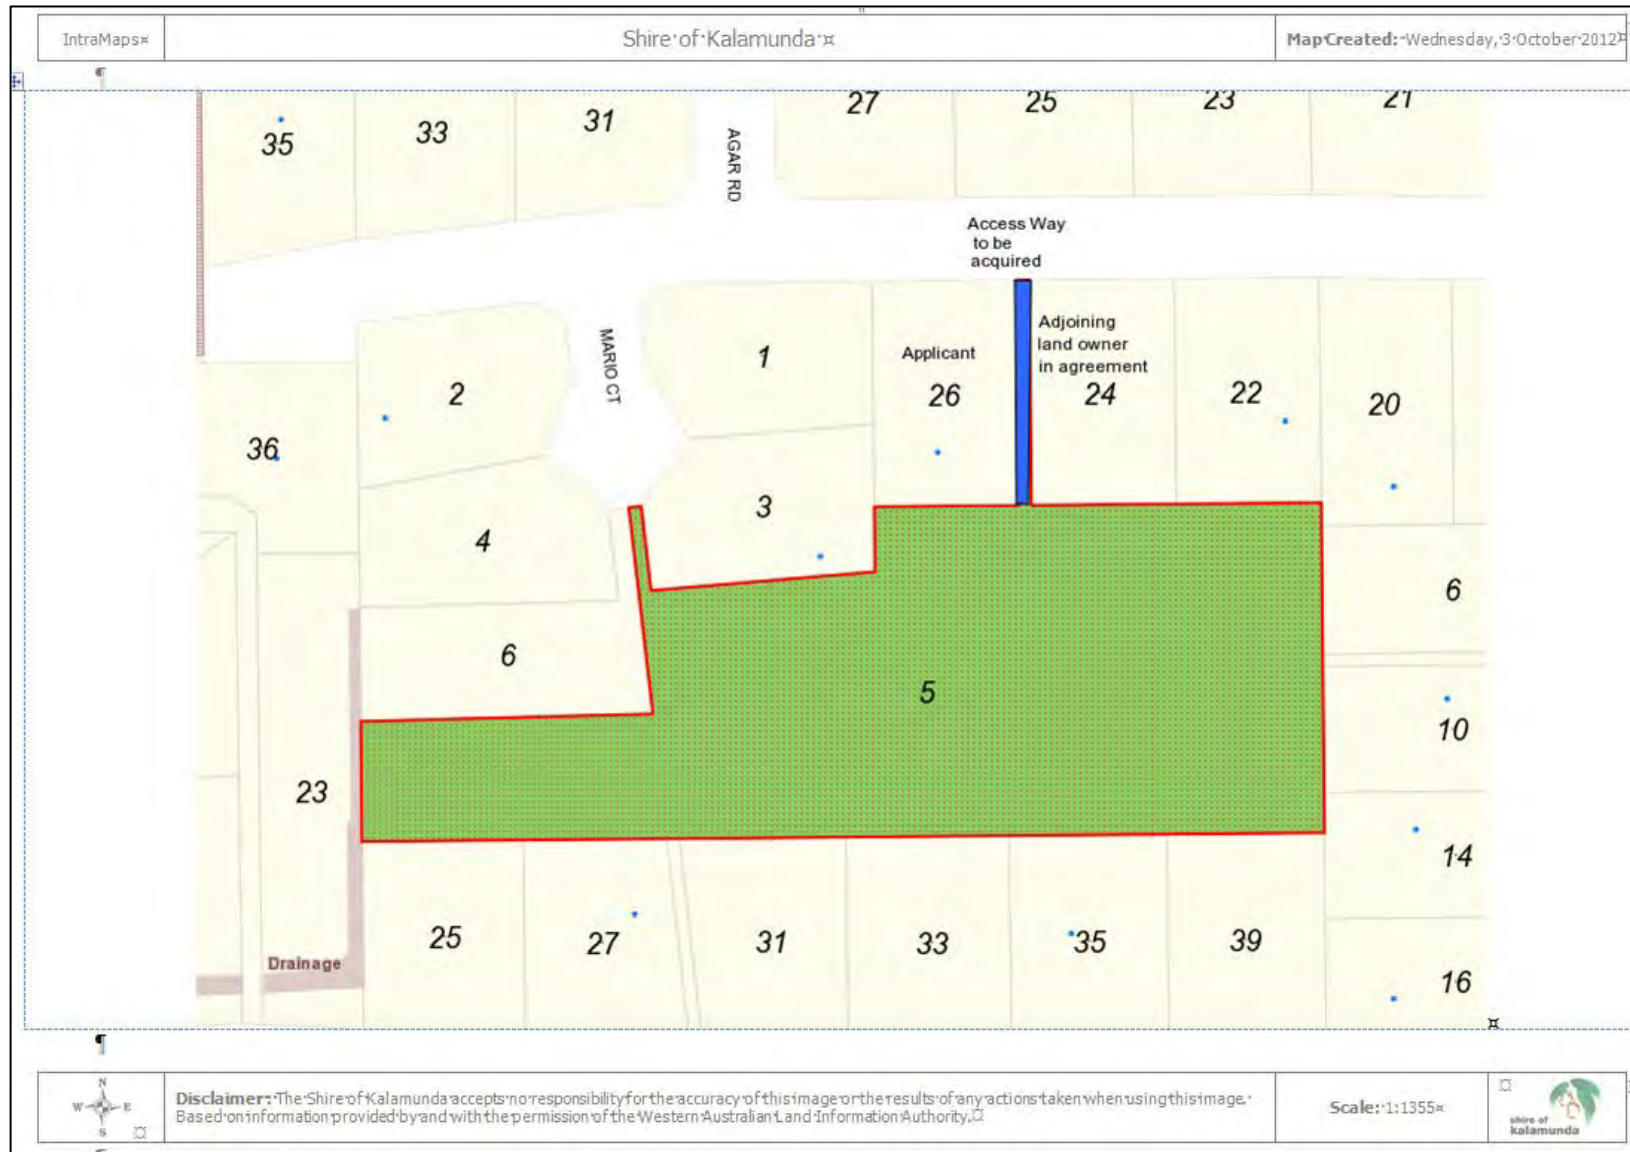 IntraMaps¤
Shire·of·Kalamunda·¤
Map·Created:·Wednesday,·3·October·2012¤
¶
35
33
31
AGAR RD
27
25
23
21
Access Way
to be
acquired
MARIO CT
2
1
Applicant
26
Adjoining
land owner
in agreement
24
22
20
36
4
3
6
6
5
10
23
14
25
27
31
33
35
39
16
Drainage
¤
¶
N
W
E
S
¤
Disclaimer:·The·Shire·of·Kalamunda·accepts·no·responsibility·for·the·accuracy·of·this·image·or·the·results·of·any·actions·taken·when·using·this·image.·
Based·on·information·provided·by·and·with·the·permission·of·the·Western·Australian·Land·Information·Authority.¤
Scale:·1:1355¤
¤
shire of
kalamunda